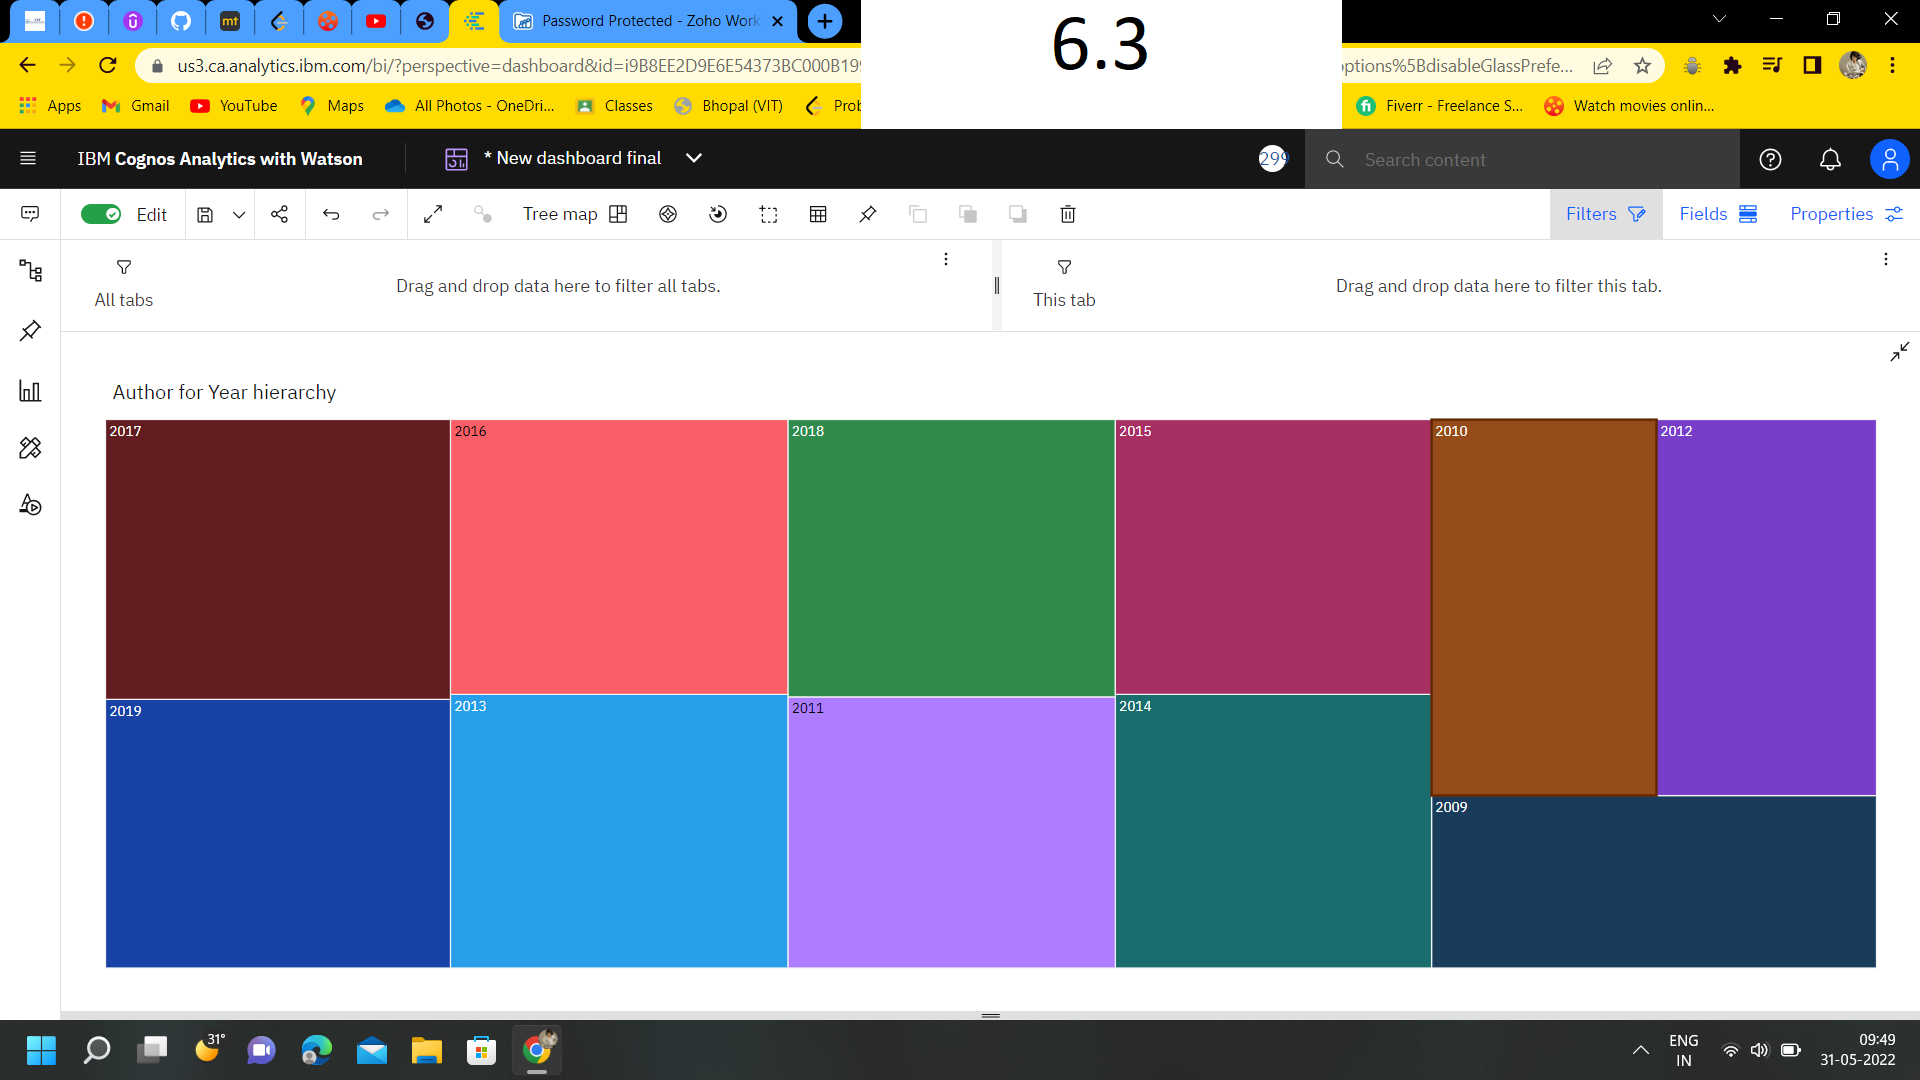 mt
Password Protected - Zoho Work
6.3
us3.ca.analytics.ibm.com/bi/?perspective=dashboard&id=i9B8EE2D9E6E54373BC000B19
options%5BdisableGlassPrefe...
Apps
Gmail
YouTube
Maps
All Photos - OneDri...
Classes
Bhopal (VIT)
Prob
Fiverr - Freelance S...
Watch movies onlin...
IBM Cognos Analytics with Watson
* New dashboard final
299
Search content
Edit
Tree map
Filters
Fields
Properties
All tabs
Drag and drop data here to filter all tabs.
This tab
Drag and drop data here to filter this tab.
Author for Year hierarchy
2017
2016
2018
2015
2010
2012
2019
2013
2011
2014
2009
31°
ENG
IN
09:49
31-05-2022